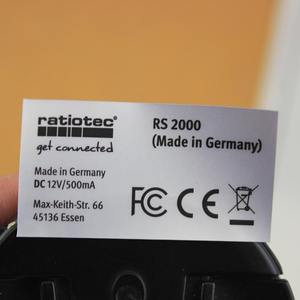 ratiotec®
get connected
RS 2000
(Made in Germany)
Made in Germany
DC 12V/500mA
Max-Keith-Str. 66
45136 Essen
FC CE